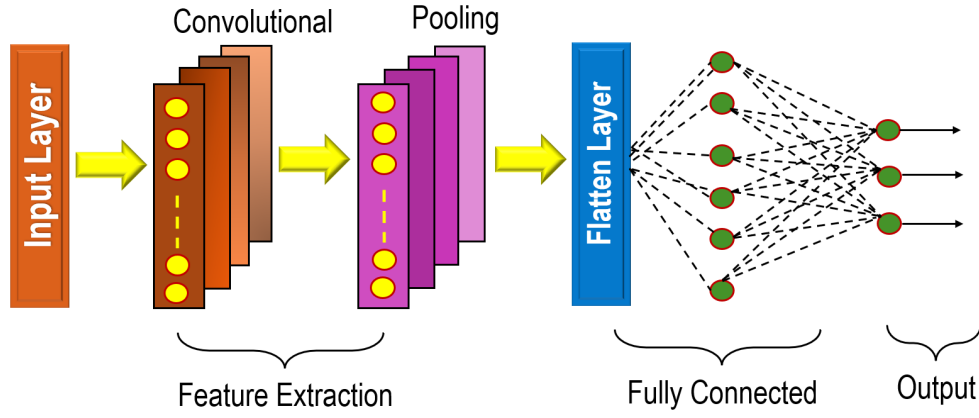 Convolutional
Pooling
Input Layer
Flatten Layer
Feature Extraction
Fully Connected
Output